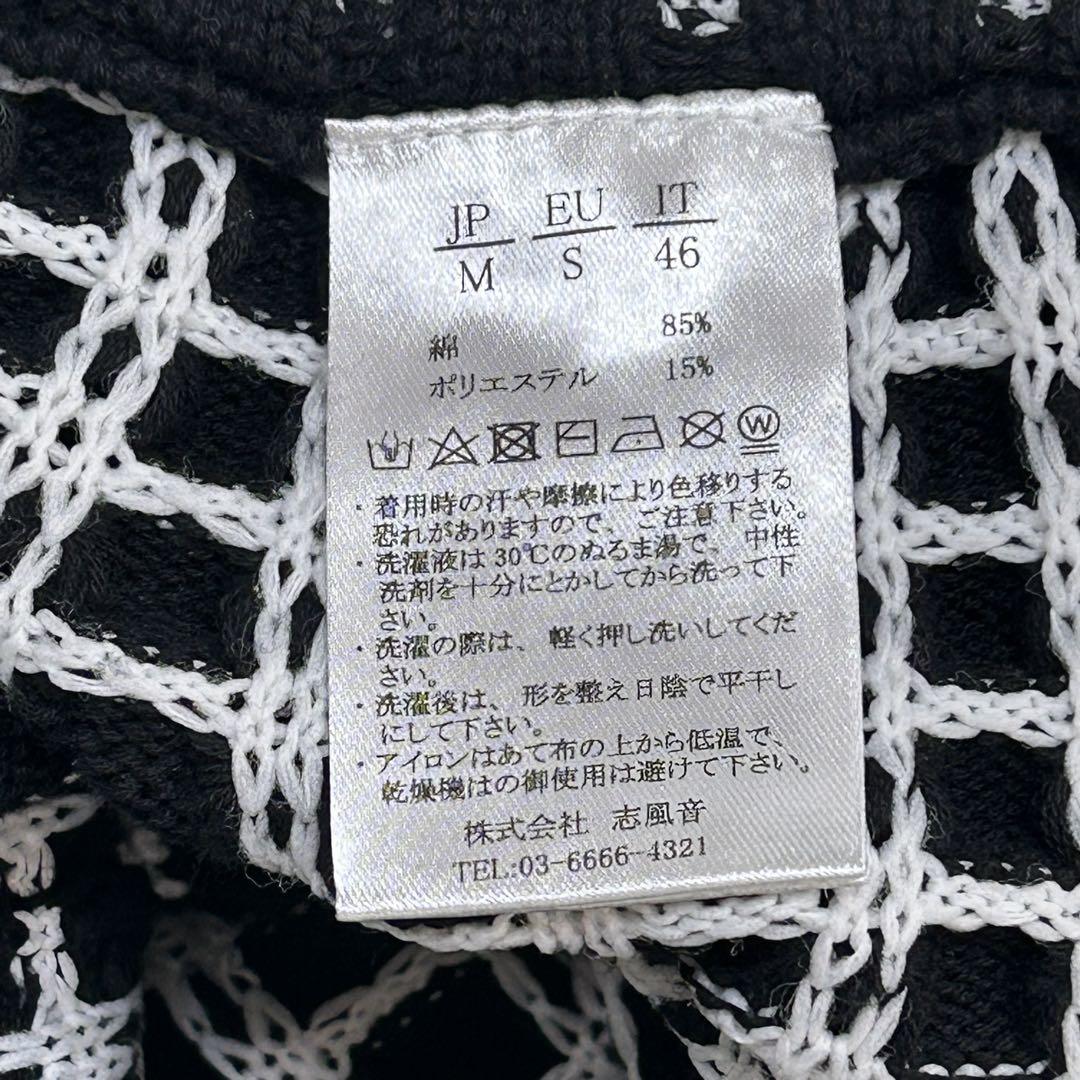 JP EU IT
M S 46
綿 85%
ポリエステル 15%
W
・着用時の汗や摩擦により色移りする
恐れがありますので、ご注意下さい。
・洗濯液は30℃のぬるま湯で、中性
洗剤を十分にとかしてから洗って下
さい。
・洗濯の際は、軽く押し洗いしてくだ
さい。
・洗濯後は、形を整え日陰で平干し
にして下さい。
・アイロンはあて布の上から低温で、
乾燥機はの御使用は避けて下さい。
株式会社 志風音
TEL:03-6666-4321